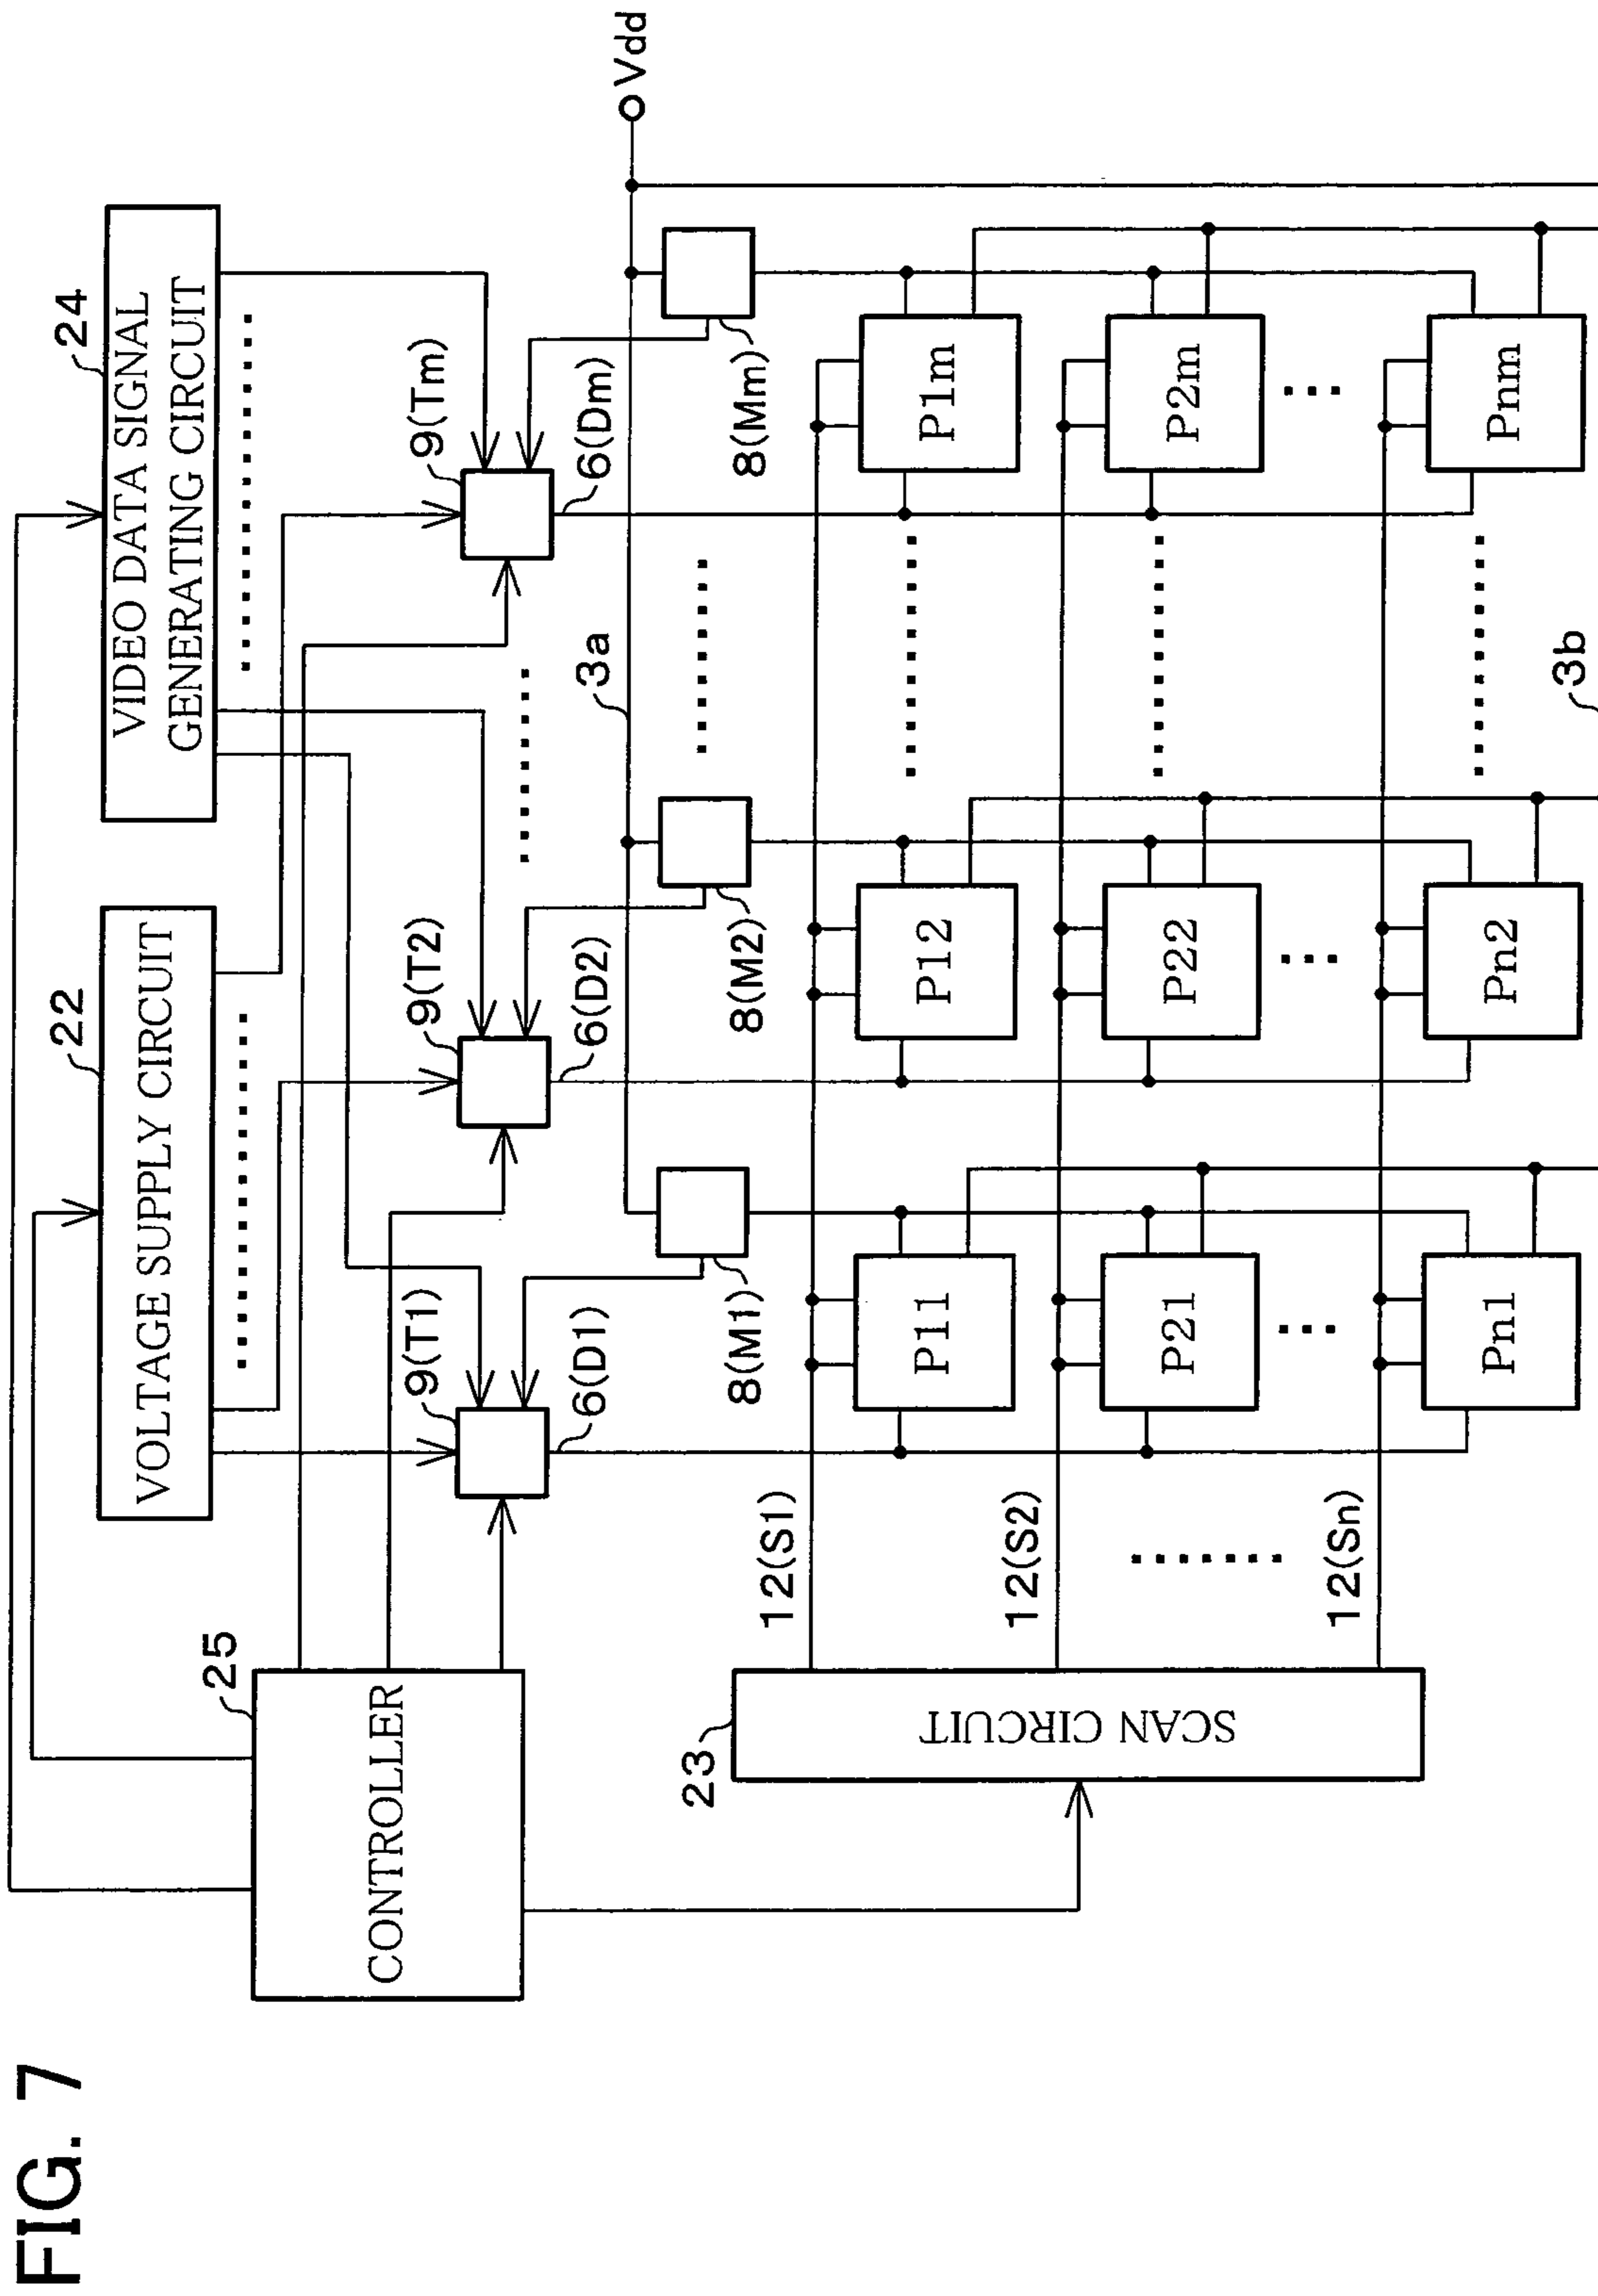 FIG. 7
24
VIDEO DATA SIGNAL
GENERATING CIRCUIT
22
VOLTAGE SUPPLY CIRCUIT
25
CONTROLLER
9(T1)
9(T2)
9(Tm)
6(D1)
6(D2)
6(Dm)
3a
Vdd
8(M1)
8(M2)
8(Mm)
23
SCAN CIRCUIT
12(S1)
P11
P12
P1m
12(S2)
P21
P22
P2m
12(Sn)
Pn1
Pn2
Pnm
3b